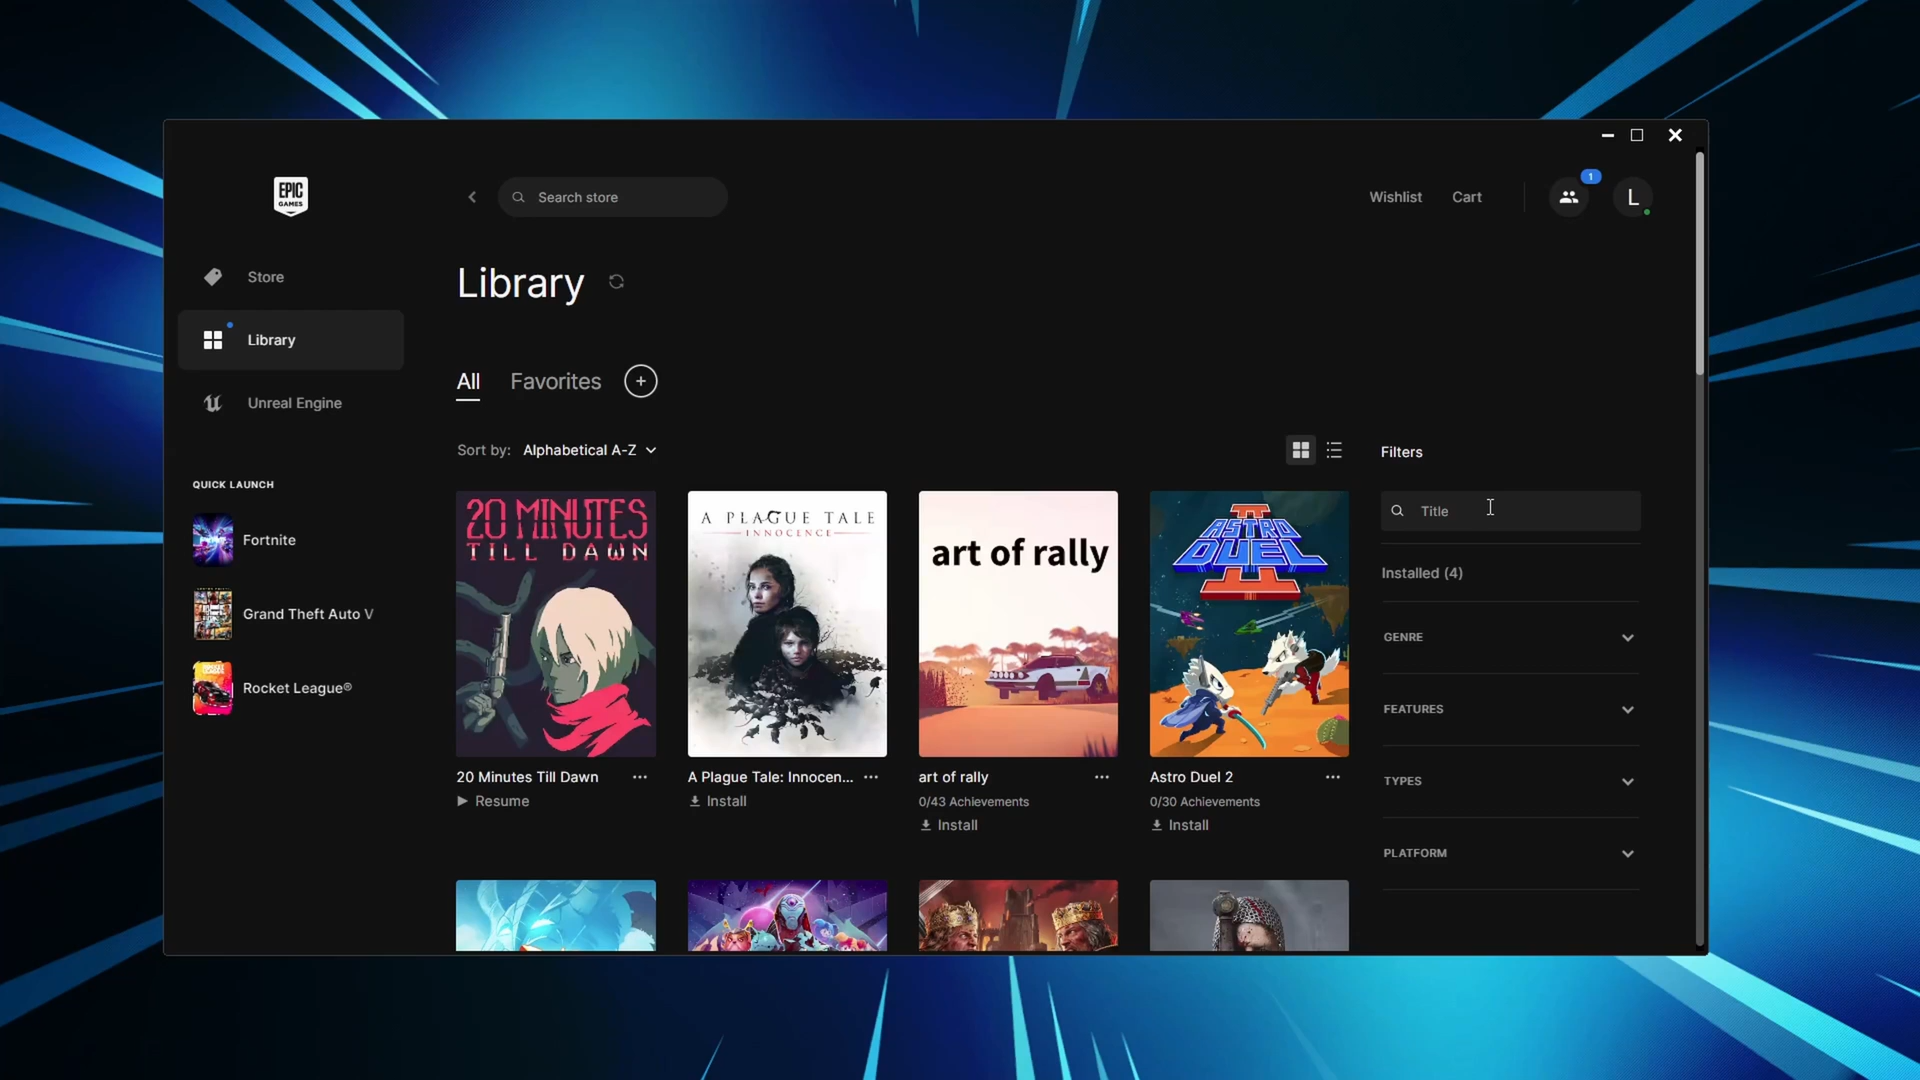 EPIC
GAMES
Search store
Wishlist
Cart
1
L
Store
Library
Unreal Engine
QUICK LAUNCH
Fortnite
Grand Theft Auto V
Rocket League®
Library
All
Favorites
Sort by: Alphabetical A-Z
20 MINUTES
TILL DAWN
A PLAGUE TALE
INNOCENCE
art of rally
ASTRO
DUEL
II
20 Minutes Till Dawn
Resume
A Plague Tale: Innocen...
Install
art of rally
0/43 Achievements
Install
Astro Duel 2
0/30 Achievements
Install
Filters
Title
Installed (4)
GENRE
FEATURES
TYPES
PLATFORM